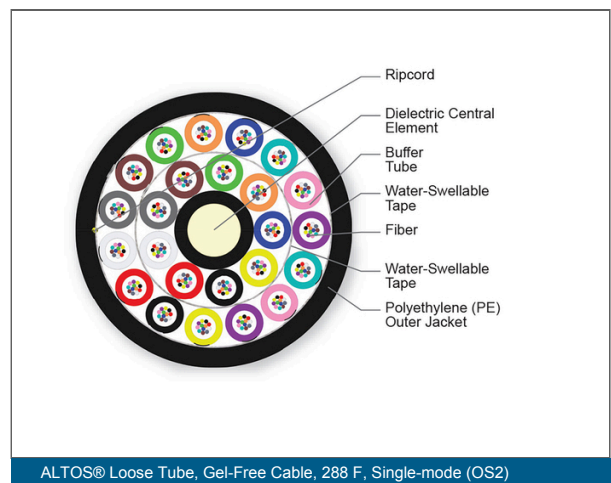 Ripcord
Dielectric Central
Element
Buffer
Tube
Water-Swellable
Tape
Fiber
Water-Swellable
Tape
Polyethylene (PE)
Outer Jacket
ALTOS® Loose Tube, Gel-Free Cable, 288 F, Single-mode (OS2)